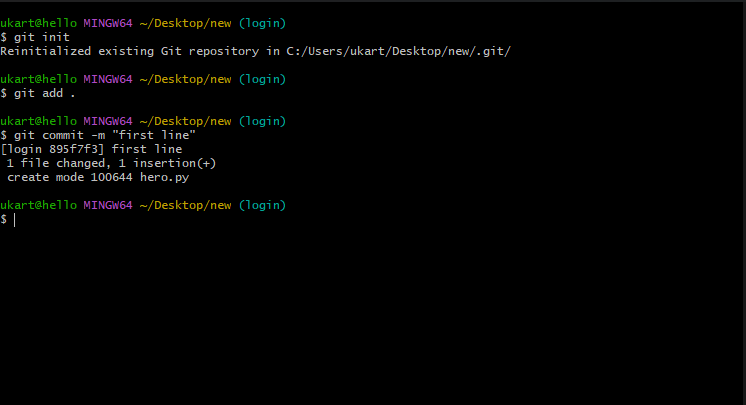 ukart@hello MINGW64 ~/Desktop/new (login)
$ git init
Reinitialized existing Git repository in C:/Users/ukart/Desktop/new/.git/
ukart@hello MINGW64 ~/Desktop/new (login)
$ git add .
ukart@hello MINGW64 ~/Desktop/new (login)
$ git commit -m "first line"
[login 895f7f3] first line
 1 file changed, 1 insertion(+)
 create mode 100644 hero.py
ukart@hello MINGW64 ~/Desktop/new (login)
$